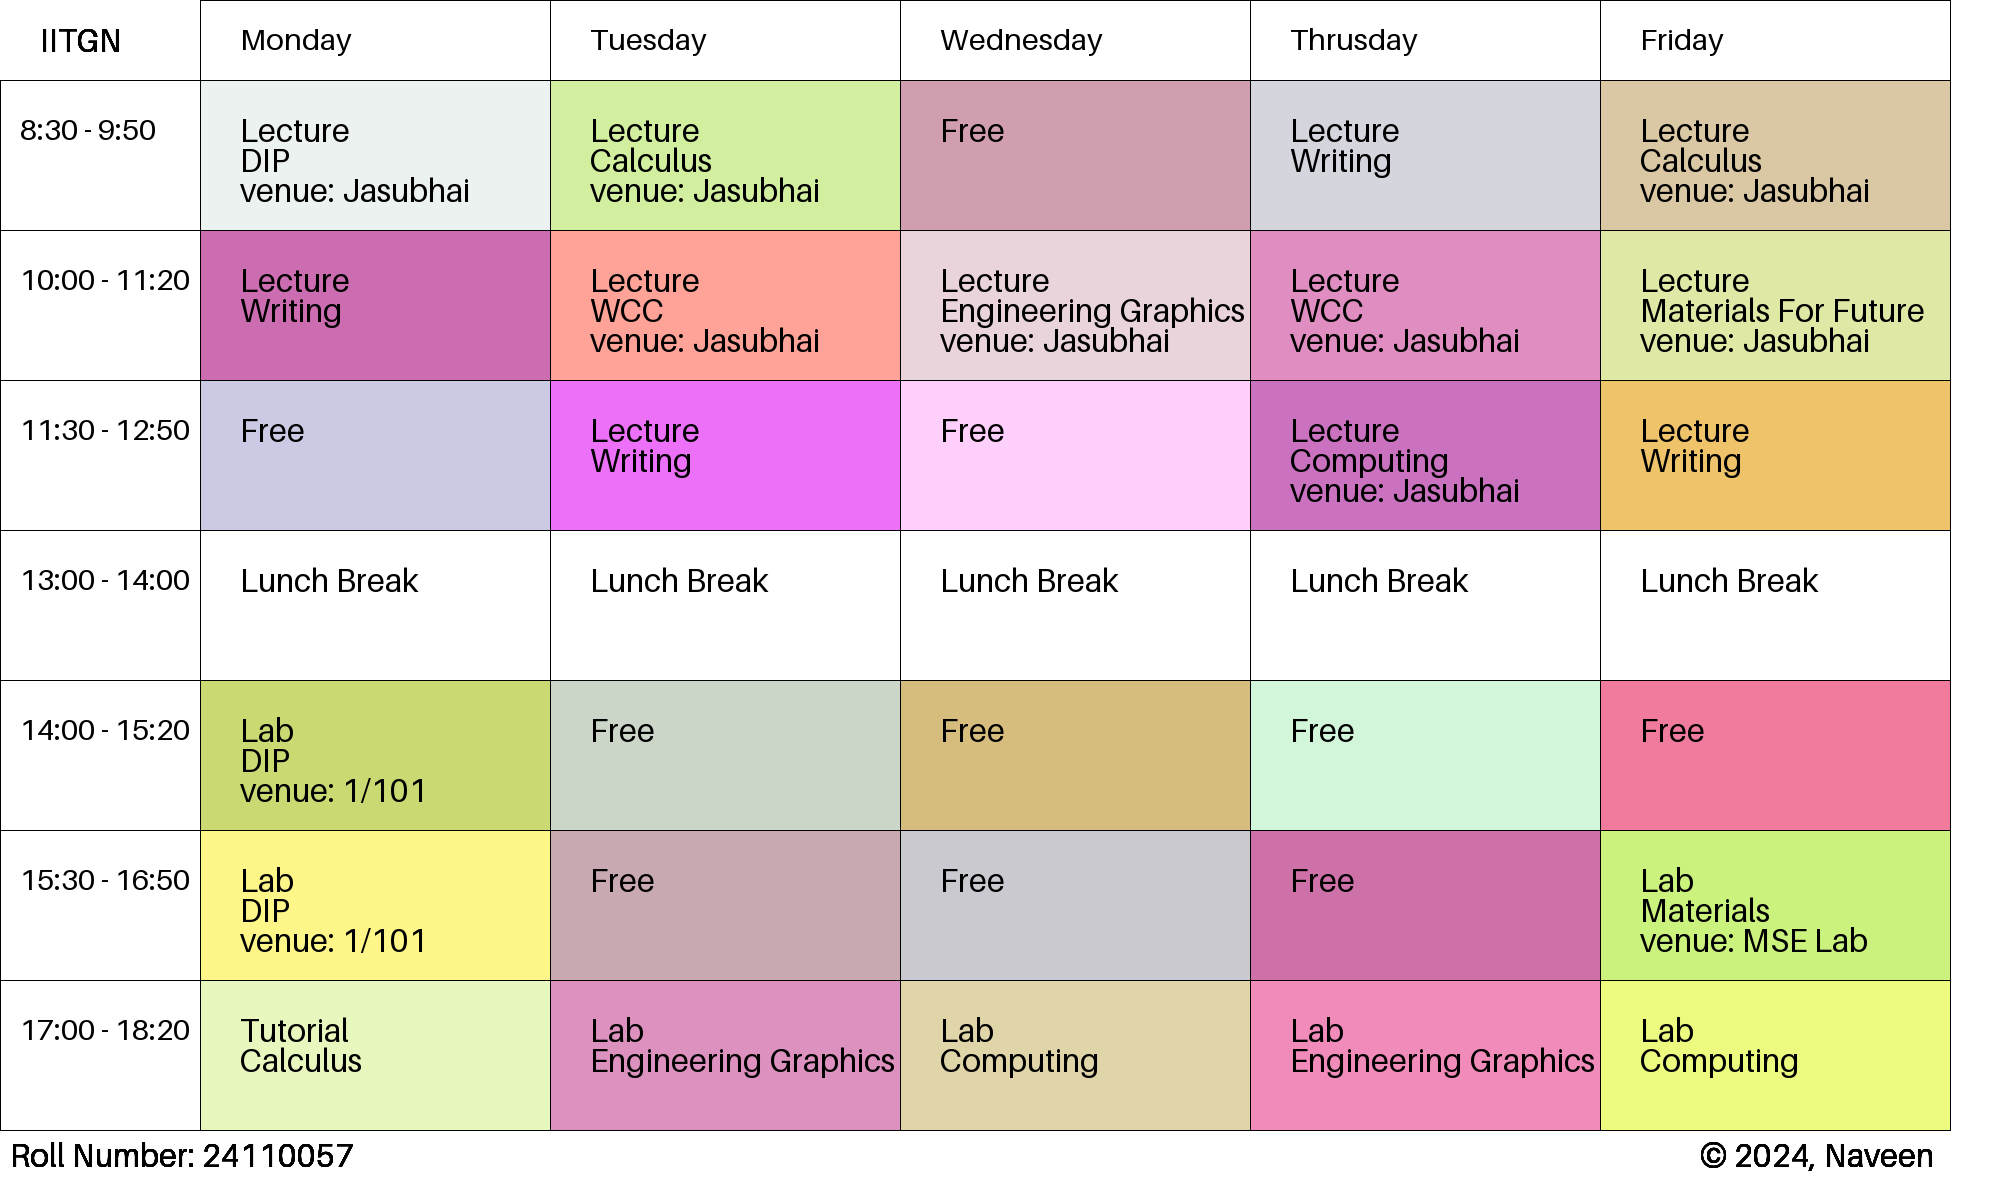 IITGN
Monday
Tuesday
Wednesday
Thrusday
Friday
8:30 - 9:50
Lecture
DIP
venue: Jasubhai
Lecture
Calculus
venue: Jasubhai
Free
Lecture
Writing
Lecture
Calculus
venue: Jasubhai
10:00 - 11:20
Lecture
Writing
Lecture
WCC
venue: Jasubhai
Lecture
Engineering Graphics
venue: Jasubhai
Lecture
WCC
venue: Jasubhai
Lecture
Materials For Future
venue: Jasubhai
11:30 - 12:50
Free
Lecture
Writing
Free
Lecture
Computing
venue: Jasubhai
Lecture
Writing
13:00 - 14:00
Lunch Break
Lunch Break
Lunch Break
Lunch Break
Lunch Break
14:00 - 15:20
Lab
DIP
venue: 1/101
Free
Free
Free
Free
15:30 - 16:50
Lab
DIP
venue: 1/101
Free
Free
Free
Lab
Materials
venue: MSE Lab
17:00 - 18:20
Tutorial
Calculus
Lab
Engineering Graphics
Lab
Computing
Lab
Engineering Graphics
Lab
Computing
Roll Number: 24110057
© 2024, Naveen